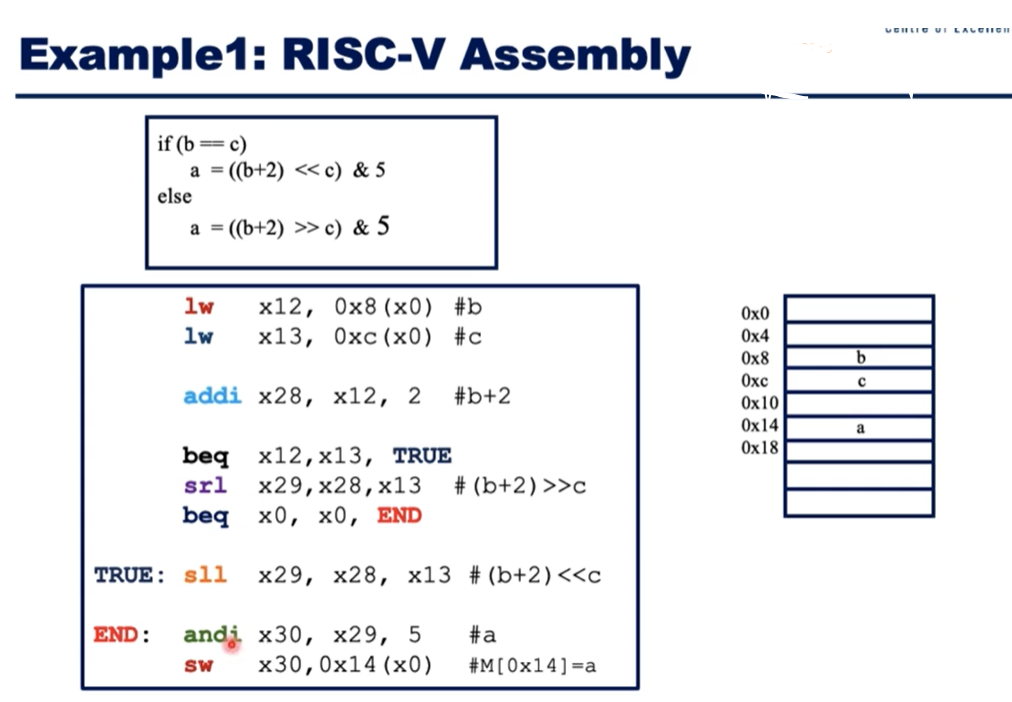 Example1: RISC-V Assembly
if (b == c)
a = ((b+2) << c) & 5
else
a = ((b+2) >> c) & 5
lw x12, 0x8(x0) #b
lw x13, 0xc(x0) #c
addi x28, x12, 2 #b+2
beq x12,x13, TRUE
srl x29,x28,x13 #(b+2)>>c
beq x0, x0, END
TRUE: sll x29, x28, x13 #(b+2)<<c
END: andi x30, x29, 5 #a
sw x30,0x14(x0) #M[0x14]=a
0x0
0x4
0x8 b
0xc c
0x10
0x14 a
0x18